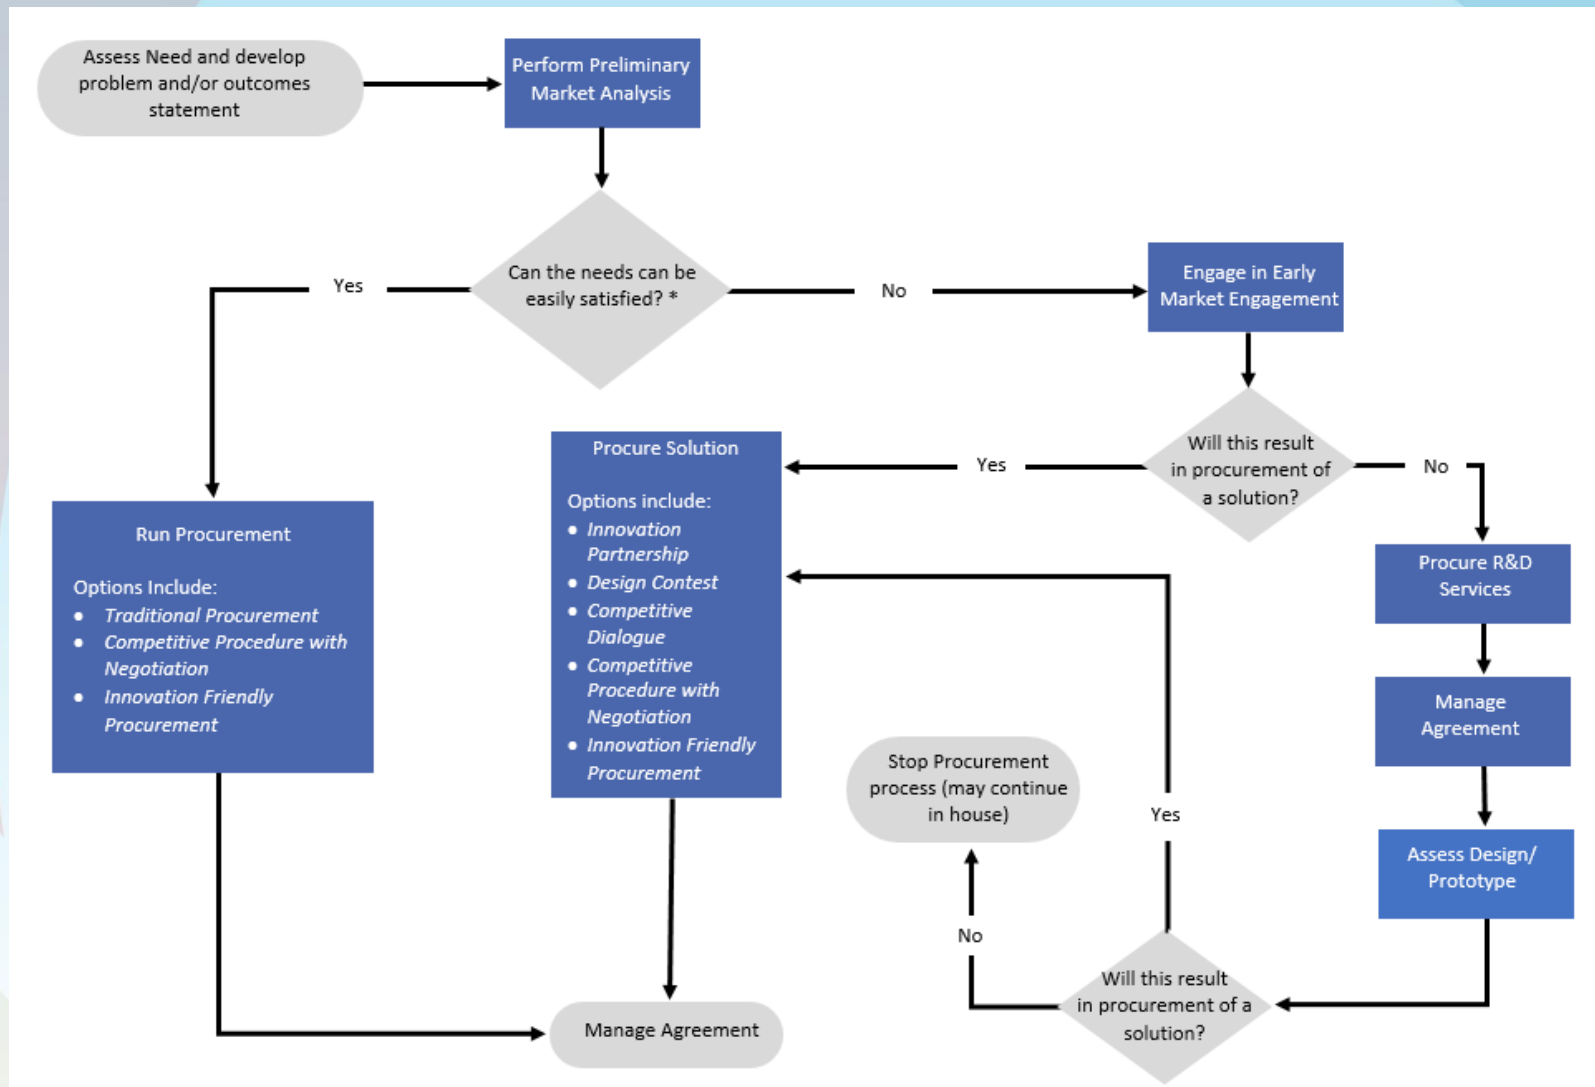 Assess Need and develop
problem and/or outcomes
statement
Perform Preliminary
Market Analysis
Can the needs can be
easily satisfied? *
Yes
No
Engage in Early
Market Engagement
Will this result
in procurement of
a solution?
Yes
No
Run Procurement
Options Include:
• Traditional Procurement
• Competitive Procedure with
Negotiation
• Innovation Friendly
Procurement
Procure Solution
Options include:
• Innovation
Partnership
• Design Contest
• Competitive
Dialogue
• Competitive
Procedure with
Negotiation
• Innovation Friendly
Procurement
Procure R&D
Services
Manage
Agreement
Assess Design/
Prototype
Will this result
in procurement of a
solution?
Yes
No
Stop Procurement
process (may continue
in house)
Manage Agreement